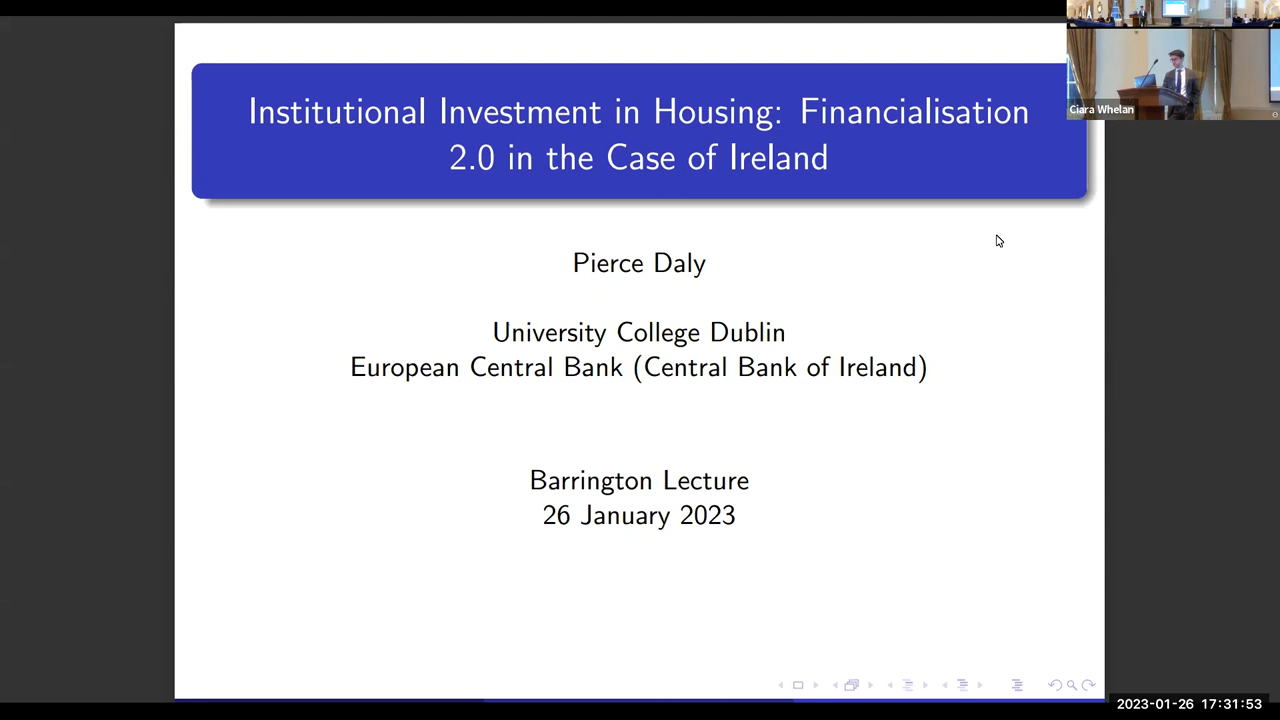 Institutional Investment in Housing: Financialisation
2.0 in the Case of Ireland
Ciara Whelan
Pierce Daly
University College Dublin
European Central Bank (Central Bank of Ireland)
Barrington Lecture
26 January 2023
2023-01-26 17:31:53